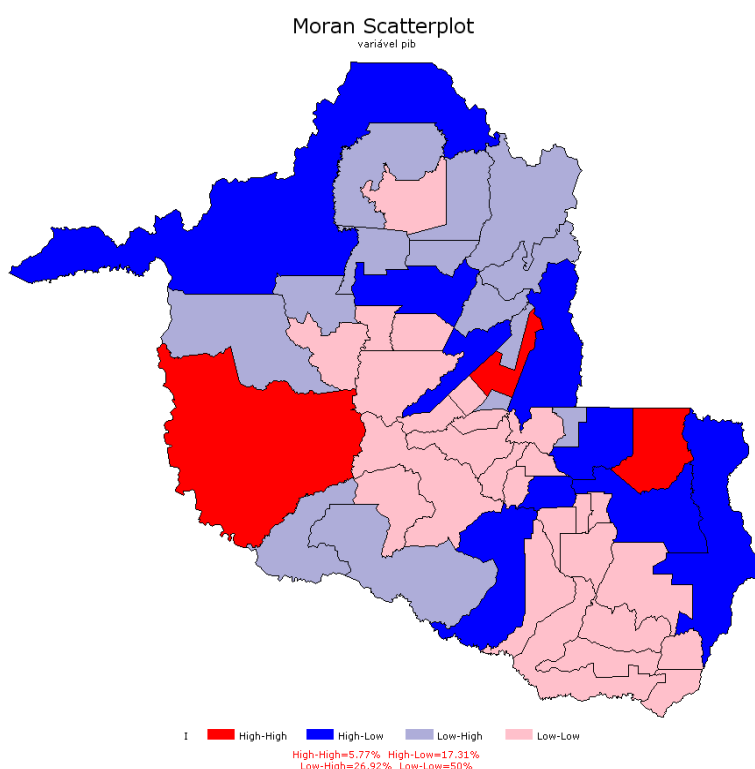 Moran Scatterplot
variável pib
I High-High High-Low Low-High Low-Low
High-High=5.77% High-Low=17.31%
Low-High=26.92% Low-Low=50%